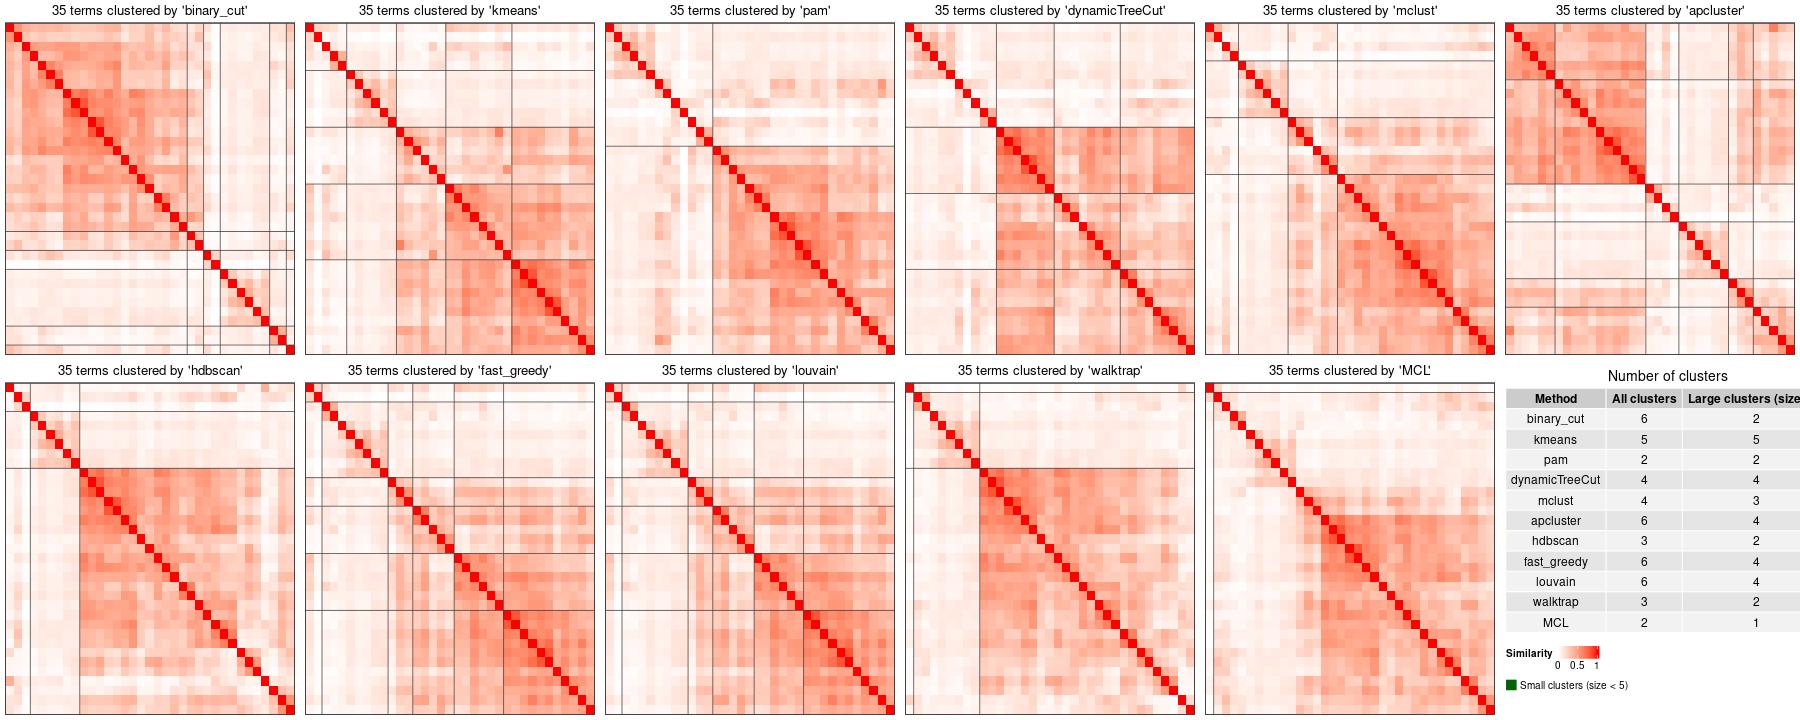 35 terms clustered by 'binary_cut'
35 terms clustered by 'kmeans'
35 terms clustered by 'pam'
35 terms clustered by 'dynamicTreeCut'
35 terms clustered by 'mclust'
35 terms clustered by 'apcluster'
35 terms clustered by 'hdbscan'
35 terms clustered by 'fast_greedy'
35 terms clustered by 'louvain'
35 terms clustered by 'walktrap'
35 terms clustered by 'MCL'
Number of clusters
Method All clusters Large clusters (size
binary_cut 6 2
kmeans 5 5
pam 2 2
dynamicTreeCut 4 4
mclust 4 3
apcluster 6 4
hdbscan 3 2
fast_greedy 6 4
louvain 6 4
walktrap 3 2
MCL 2 1
Similarity
0 0.5 1
Small clusters (size < 5)